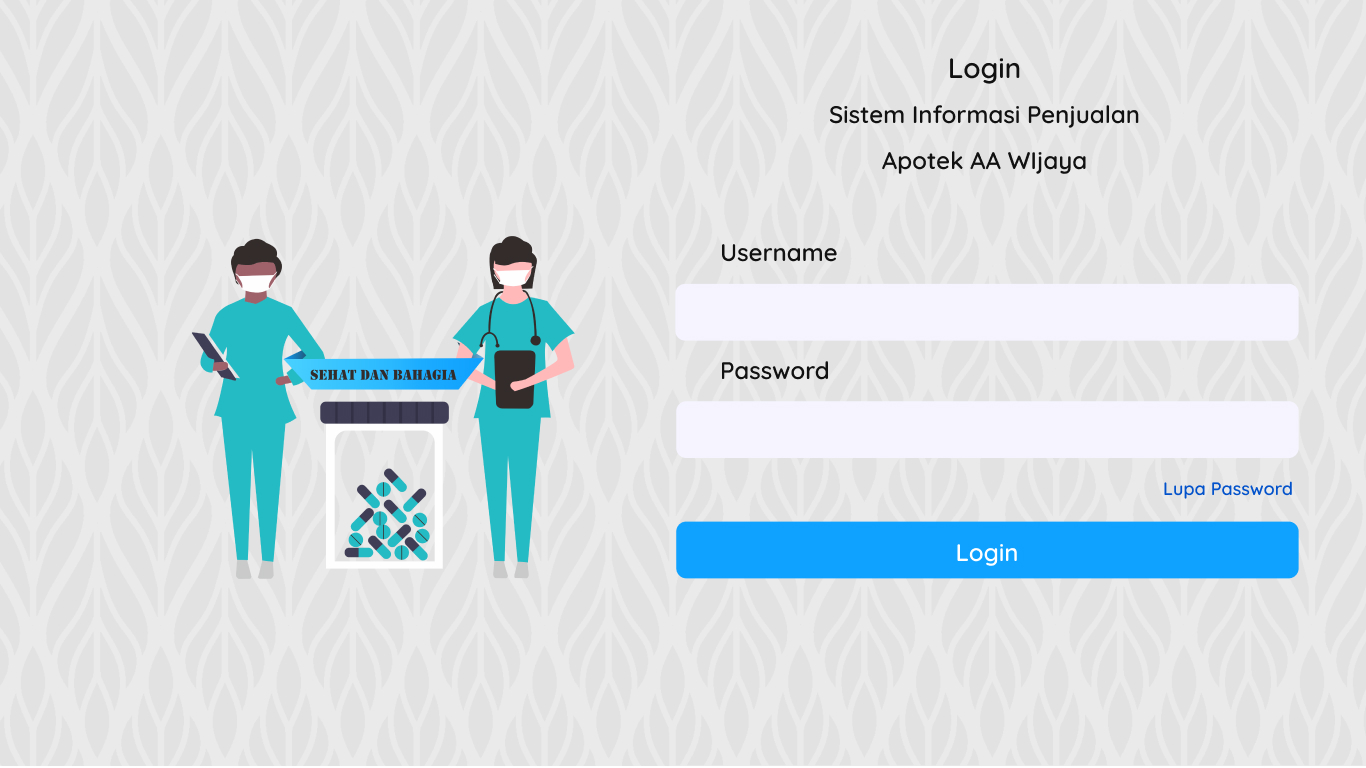 Login
Sistem Informasi Penjualan
Apotek AA WIjaya
Username
Password
Lupa Password
Login
SEHAT DAN BAHAGIA